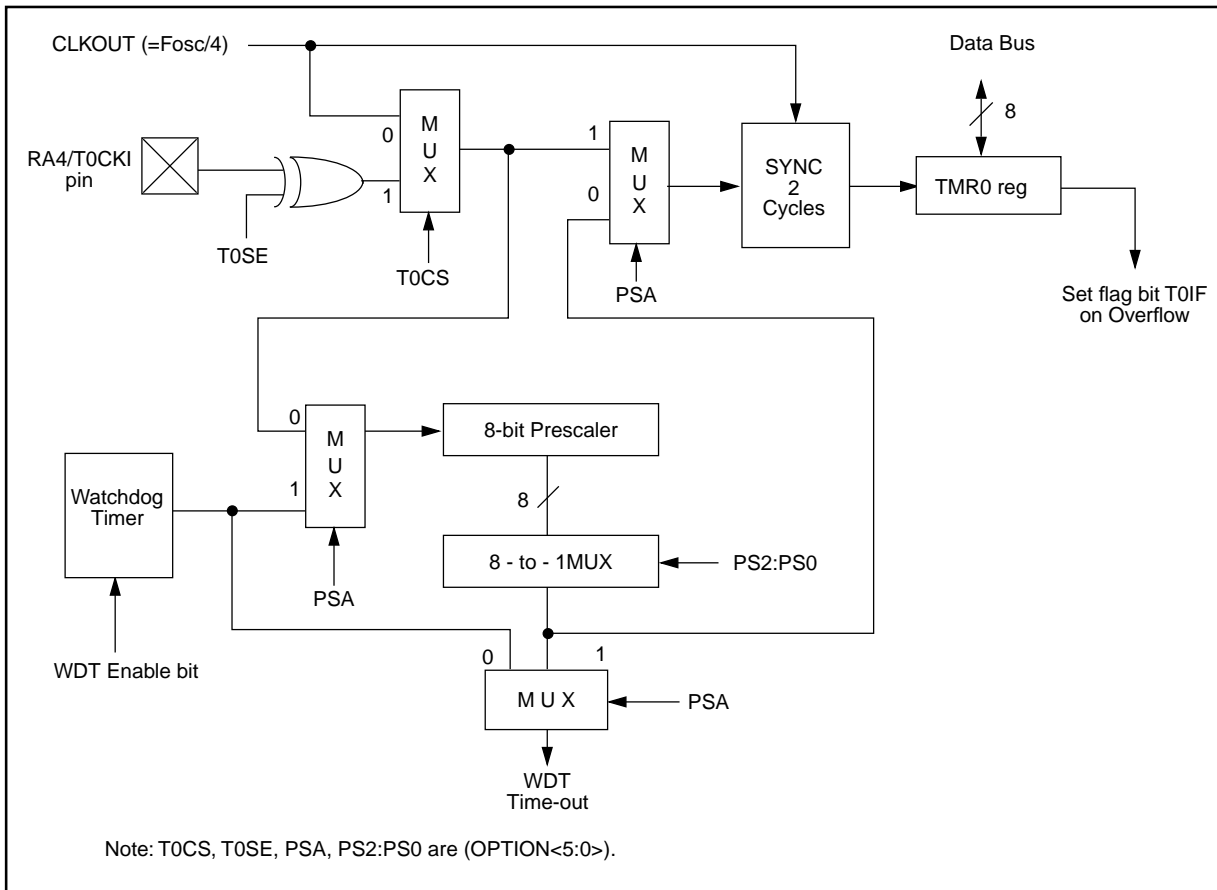 CLKOUT (=Fosc/4)
Data Bus
8
RA4/T0CKI
pin
0
1
M
U
X
T0SE
T0CS
1
0
M
U
X
PSA
SYNC
2
Cycles
TMR0 reg
Set flag bit T0IF
on Overflow
0
1
M
U
X
8-bit Prescaler
Watchdog
Timer
8
8 - to - 1MUX
PS2:PS0
PSA
WDT Enable bit
0
1
M U X
PSA
WDT
Time-out
Note: T0CS, T0SE, PSA, PS2:PS0 are (OPTION<5:0>).